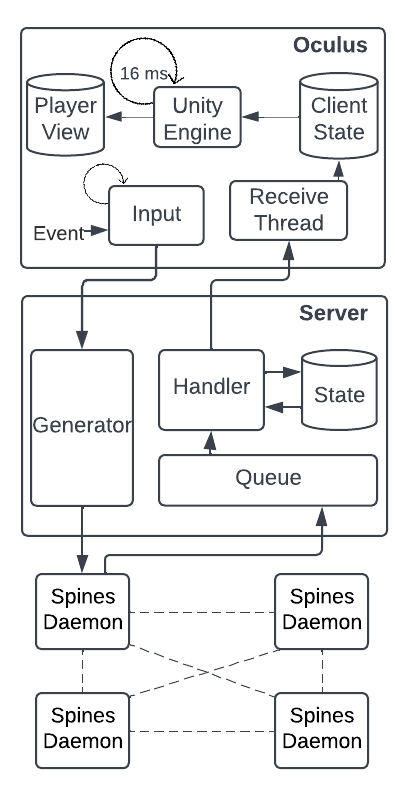 Oculus
16 ms
Player
View
Unity
Engine
Client
State
Event
Input
Receive
Thread
Server
Generator
Handler
State
Queue
Spines
Daemon
Spines
Daemon
Spines
Daemon
Spines
Daemon